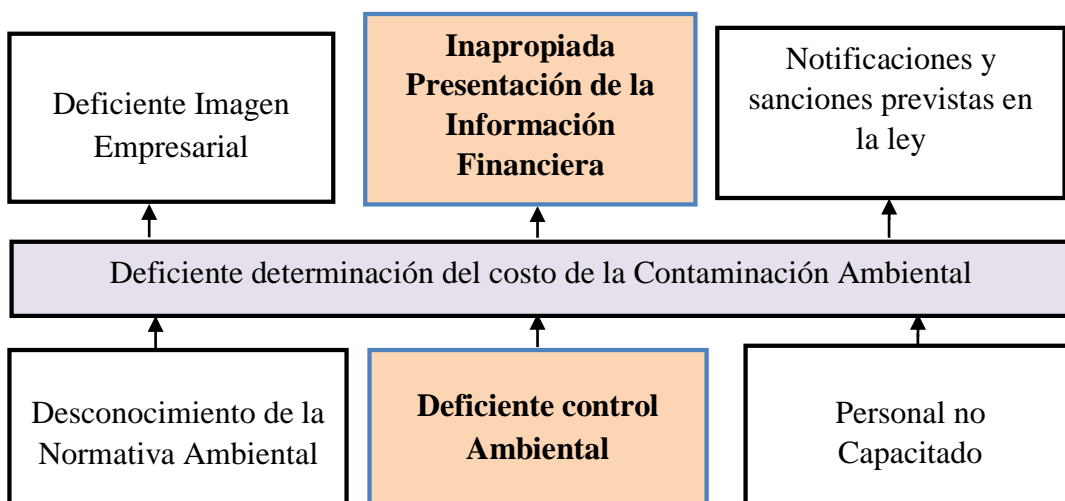 Deficiente Imagen
Empresarial
Inapropiada
Presentación de la
Información
Financiera
Notificaciones y
sanciones previstas en
la ley
Deficiente determinación del costo de la Contaminación Ambiental
Desconocimiento de la
Normativa Ambiental
Deficiente control
Ambiental
Personal no
Capacitado